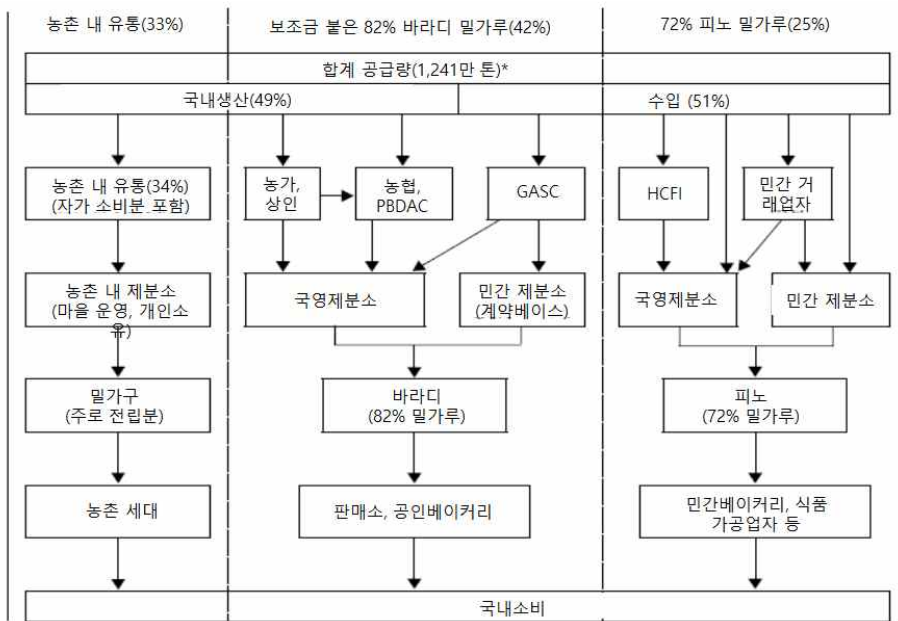 농촌 내 유통(33%)
보조금 붙은 82% 바라디 밀가루(42%)
72% 피노 밀가루(25%)
합계 공급량(1,241만 톤)*
국내생산(49%)
수입 (51%)
농촌 내 유통(34%)
(자가 소비분 포함)
농가,
상인
농협,
PBDAC
GASC
HCFI
민간 거
래업자
농촌 내 제분소
(마을 운영, 개인소
유)
국영제분소
민간 제분소
(계약베이스)
국영제분소
민간 제분소
밀가구
(주로 전립분)
바라디
(82% 밀가루)
피노
(72% 밀가루)
농촌 세대
판매소, 공인베이커리
민간베이커리, 식품
가공업자 등
국내소비